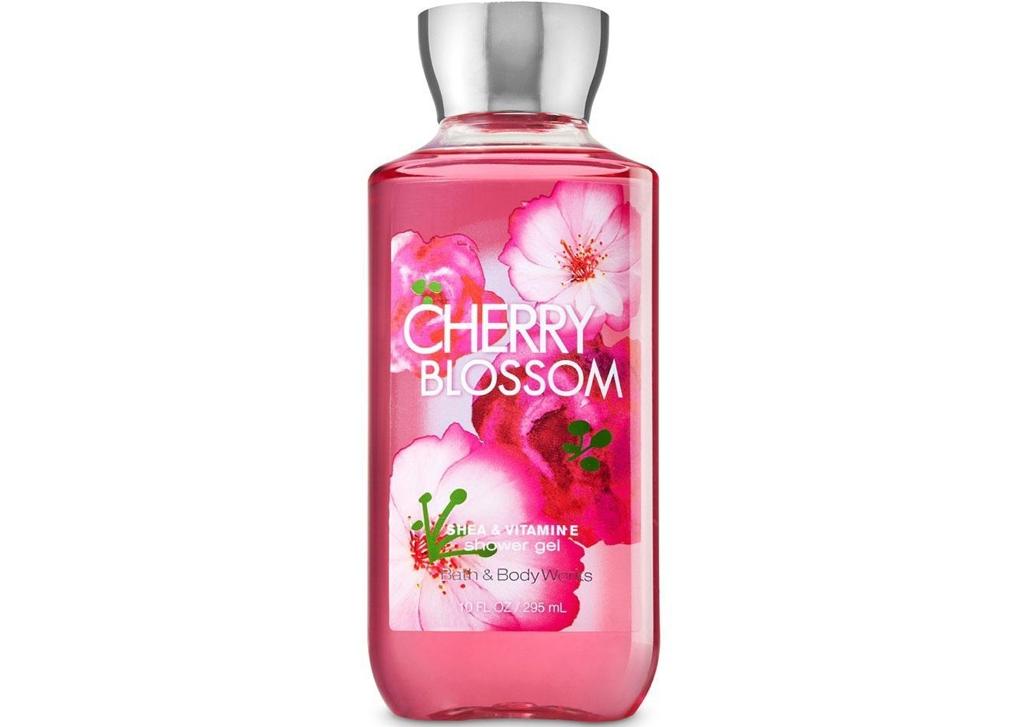 CHERRY
BLOSSOM
SHEA & VITAMIN E
shower gel
Bath & Body Works
10 FL OZ / 295 mL